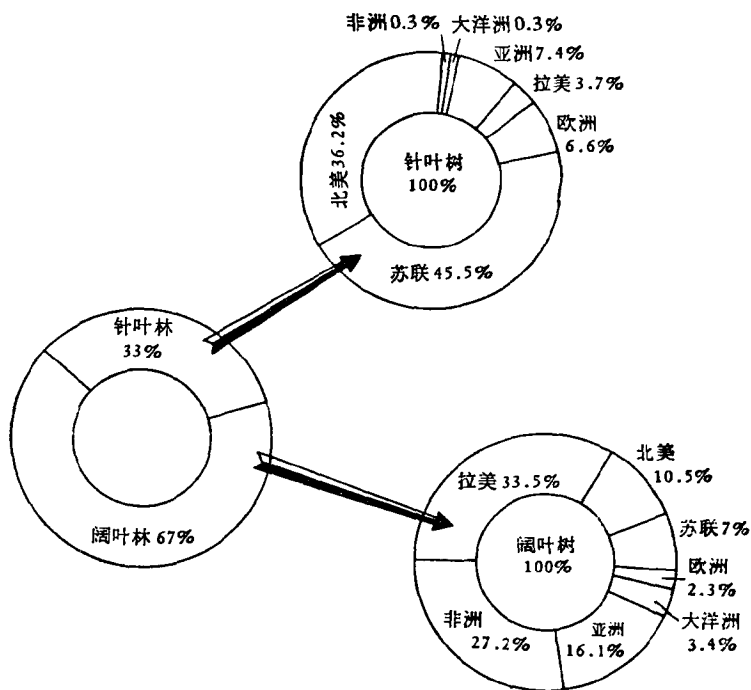 非洲0.3% 大洋洲0.3%
亚洲7.4%
拉美3.7%
欧洲
6.6%
北美36.2%
针叶树
100%
苏联45.5%
针叶林
33%
阔叶林67%
北美
10.5%
拉美33.5%
苏联7%
阔叶树
100%
欧洲
2.3%
大洋洲
3.4%
非洲
27.2%
亚洲
16.1%